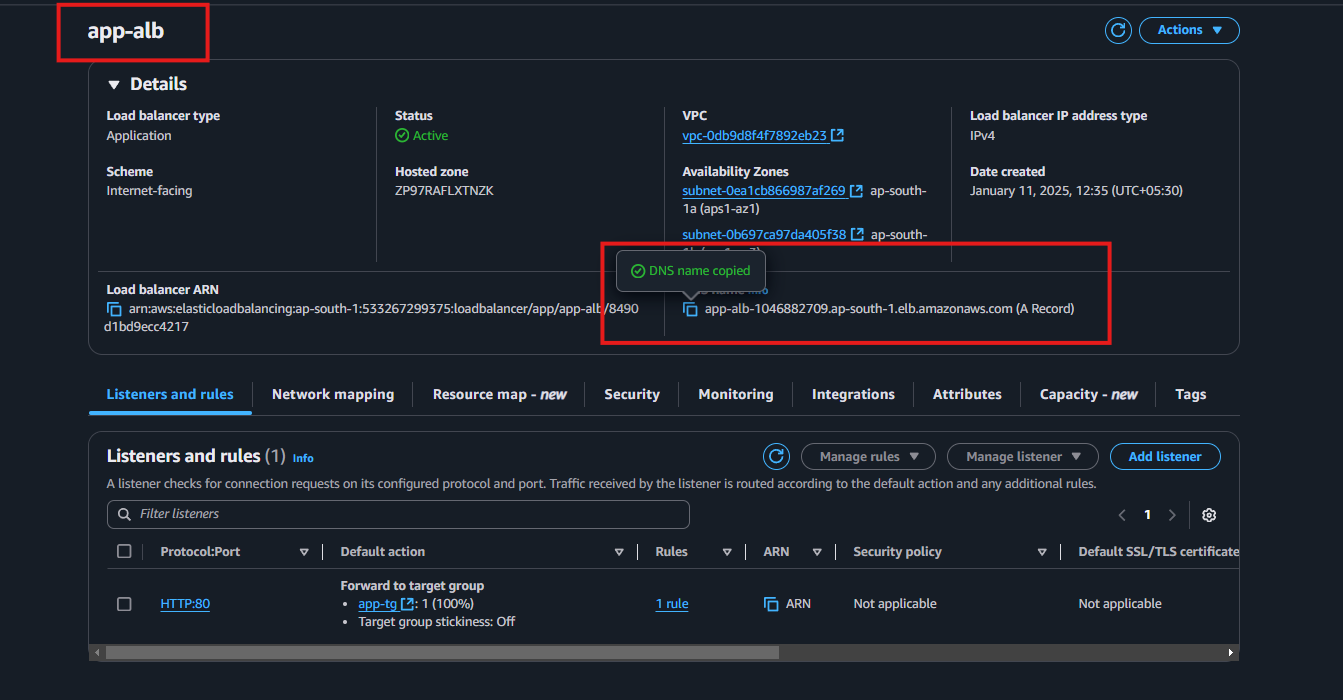 app-alb
Actions
Details
Load balancer type
Application
Status
Active
VPC
vpc-0db9d8f4f7892eb23
Load balancer IP address type
IPv4
Scheme
Internet-facing
Hosted zone
ZP97RAFLXTNZK
Availability Zones
subnet-0ea1cb866987af269 ap-south-
1a (aps1-az1)
subnet-0b697ca97da405f38 ap-south-
Date created
January 11, 2025, 12:35 (UTC+05:30)
DNS name copied
Load balancer ARN
arn:aws:elasticloadbalancing:ap-south-1:533267299375:loadbalancer/app/app-alb/8490
d1bd9ecc4217
app-alb-1046882709.ap-south-1.elb.amazonaws.com (A Record)
Listeners and rules
Network mapping
Resource map - new
Security
Monitoring
Integrations
Attributes
Capacity - new
Tags
Listeners and rules (1) Info
Manage rules
Manage listener
Add listener
A listener checks for connection requests on its configured protocol and port. Traffic received by the listener is routed according to the default action and any additional rules.
Filter listeners
1
Protocol:Port
Default action
Rules
ARN
Security policy
Default SSL/TLS certificate
HTTP:80
Forward to target group
• app-tg : 1 (100%)
• Target group stickiness: Off
1 rule
ARN
Not applicable
Not applicable